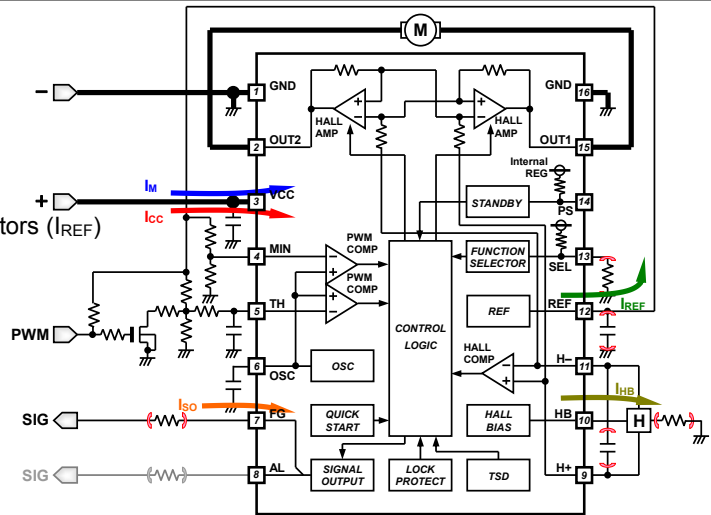 M
−
1
GND
GND
16
HALL
AMP
HALL
AMP
2
OUT2
OUT1
15
Internal
REG
IM
+
3
VCC
STANDBY
14
PS
ICC
tors (IREF)
MIN
4
PWM
COMP
FUNCTION
SELECTOR
13
SEL
PWM
COMP
TH
5
REF
REF
12
IREF
PWM
CONTROL
LOGIC
HALL
COMP
H−
11
6
OSC
OSC
IHB
ISO
SIG
7
FG
QUICK
START
HALL
BIAS
HB
10
H
SIG
8
AL
SIGNAL
OUTPUT
LOCK
PROTECT
TSD
H+
9